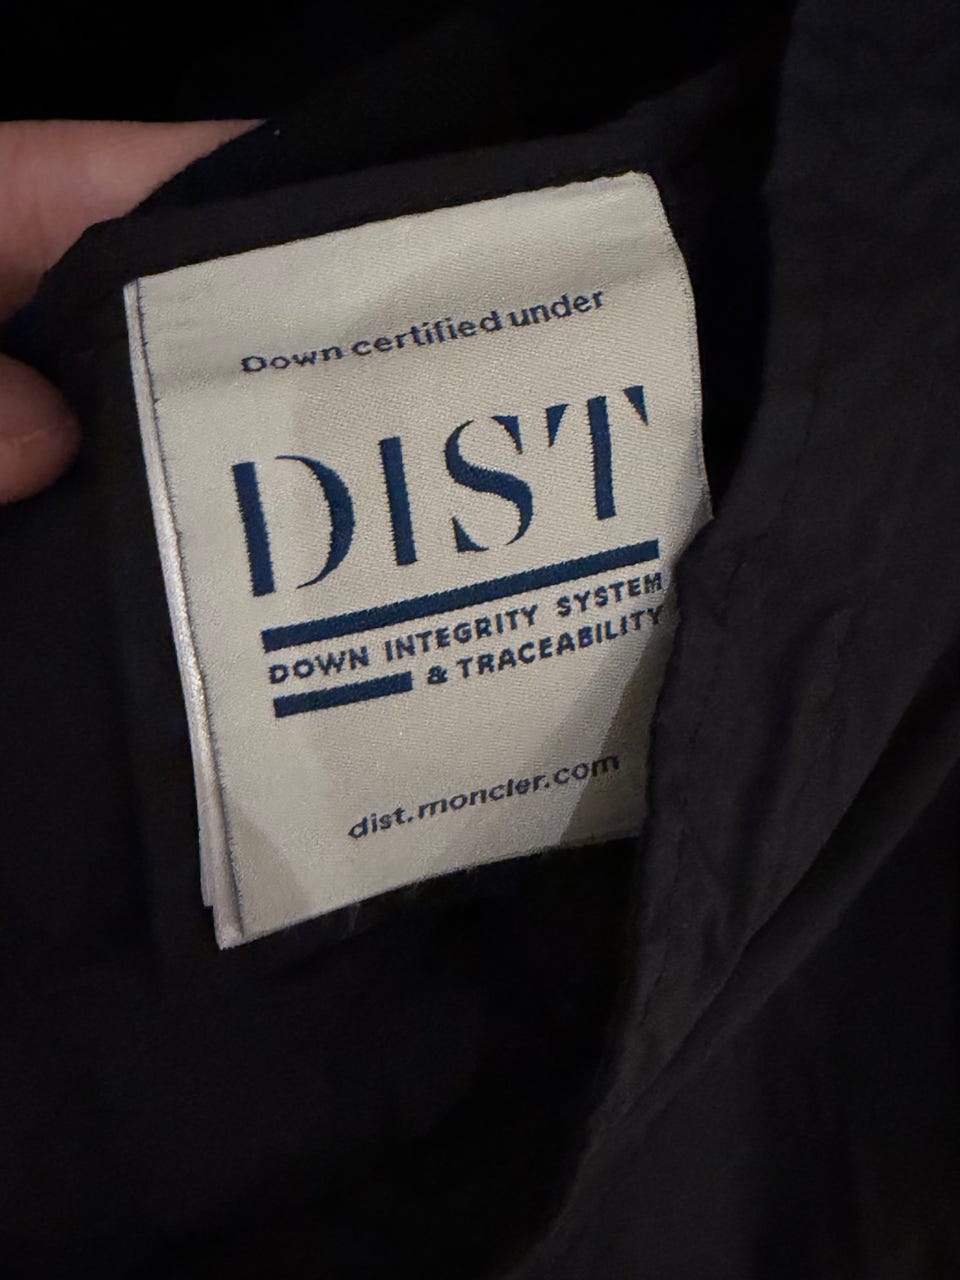 Down certified under
DIST
DOWN INTEGRITY SYSTEM
& TRACEABILITY
dist.moncler.com